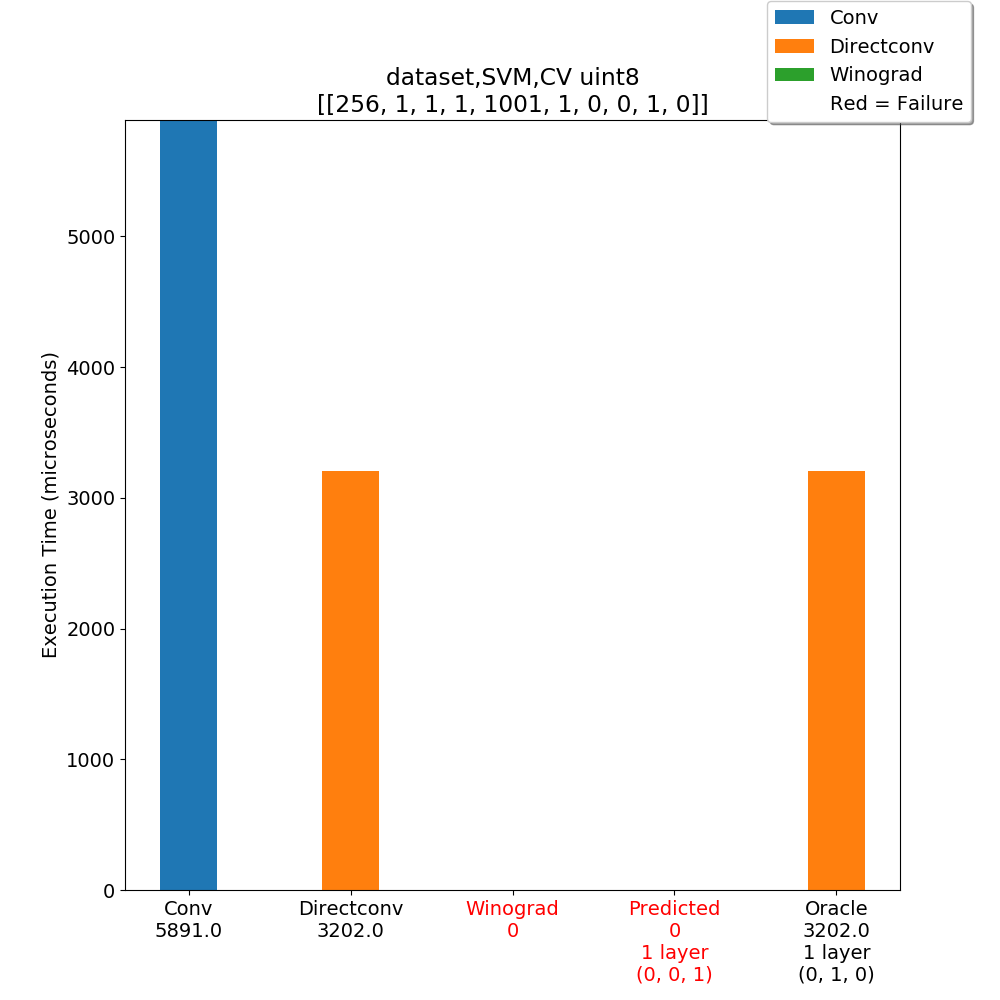 Conv
Directconv
Winograd
Red = Failure
dataset,SVM,CV uint8
[[256, 1, 1, 1, 1001, 1, 0, 0, 1, 0]]
Execution Time (microseconds)
5000
4000
3000
2000
1000
0
Conv
5891.0
Directconv
3202.0
Winograd
0
Predicted
0
1 layer
(0, 0, 1)
Oracle
3202.0
1 layer
(0, 1, 0)